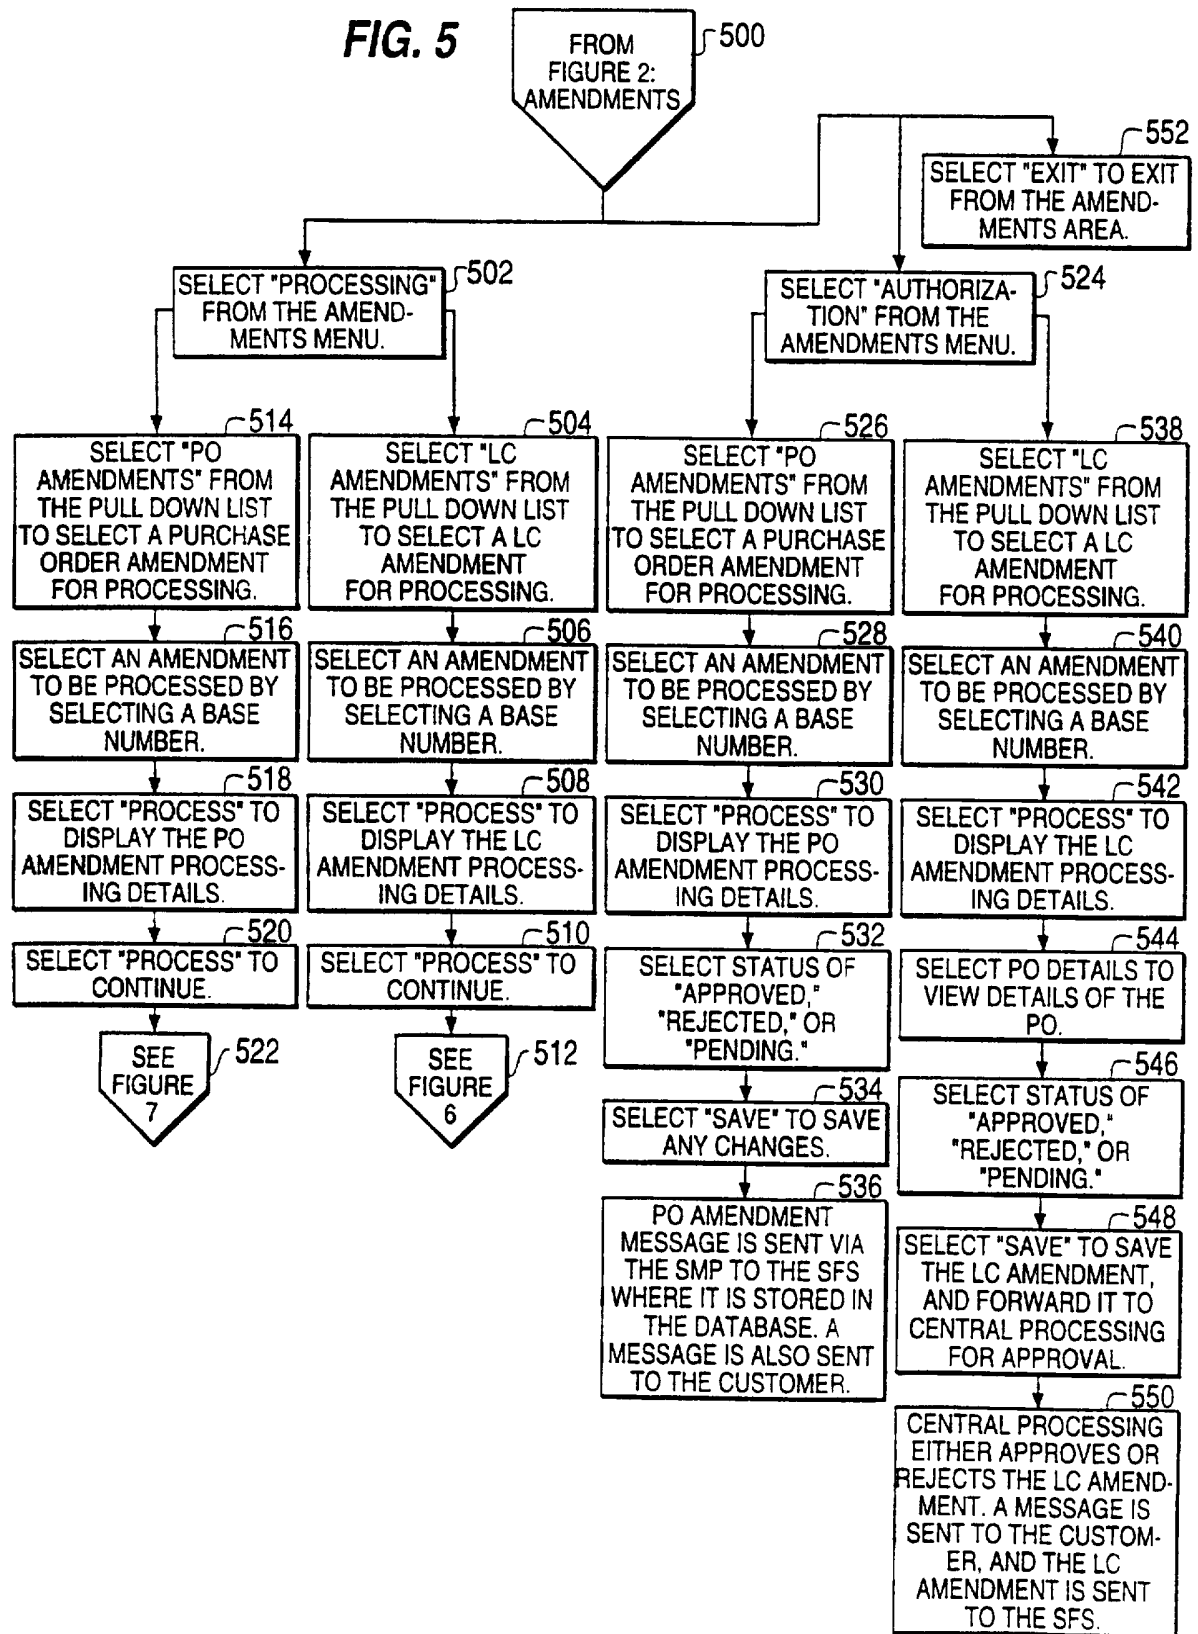 FIG. 5
500
FROM
FIGURE 2:
AMENDMENTS
552
SELECT "EXIT" TO EXIT
FROM THE AMEND-
MENTS AREA.
502
SELECT "PROCESSING"
FROM THE AMEND-
MENTS MENU.
524
SELECT "AUTHORIZA-
TION" FROM THE
AMENDMENTS MENU.
514
SELECT "PO
AMENDMENTS" FROM
THE PULL DOWN LIST
TO SELECT A PURCHASE
ORDER AMENDMENT
FOR PROCESSING.
516
SELECT AN AMENDMENT
TO BE PROCESSED BY
SELECTING A BASE
NUMBER.
518
SELECT "PROCESS" TO
DISPLAY THE PO
AMENDMENT PROCESS-
ING DETAILS.
520
SELECT "PROCESS" TO
CONTINUE.
SEE
FIGURE
7
522
504
SELECT "LC
AMENDMENTS" FROM
THE PULL DOWN LIST
TO SELECT A LC
AMENDMENT
FOR PROCESSING.
506
SELECT AN AMENDMENT
TO BE PROCESSED BY
SELECTING A BASE
NUMBER.
508
SELECT "PROCESS" TO
DISPLAY THE LC
AMENDMENT PROCESS-
ING DETAILS.
510
SELECT "PROCESS" TO
CONTINUE.
SEE
FIGURE
6
512
526
SELECT "PO
AMENDMENTS" FROM
THE PULL DOWN LIST
TO SELECT A PURCHASE
ORDER AMENDMENT
FOR PROCESSING.
528
SELECT AN AMENDMENT
TO BE PROCESSED BY
SELECTING A BASE
NUMBER.
530
SELECT "PROCESS" TO
DISPLAY THE PO
AMENDMENT PROCESS-
ING DETAILS.
532
SELECT STATUS OF
"APPROVED,"
"REJECTED," OR
"PENDING."
534
SELECT "SAVE" TO SAVE
ANY CHANGES.
536
PO AMENDMENT
MESSAGE IS SENT VIA
THE SMP TO THE SFS
WHERE IT IS STORED IN
THE DATABASE. A
MESSAGE IS ALSO SENT
TO THE CUSTOMER.
538
SELECT "LC
AMENDMENTS" FROM
THE PULL DOWN LIST
TO SELECT A LC
AMENDMENT
FOR PROCESSING.
540
SELECT AN AMENDMENT
TO BE PROCESSED BY
SELECTING A BASE
NUMBER.
542
SELECT "PROCESS" TO
DISPLAY THE LC
AMENDMENT PROCESS-
ING DETAILS.
544
SELECT PO DETAILS TO
VIEW DETAILS OF THE
PO.
546
SELECT STATUS OF
"APPROVED,"
"REJECTED," OR
"PENDING."
548
SELECT "SAVE" TO SAVE
THE LC AMENDMENT,
AND FORWARD IT TO
CENTRAL PROCESSING
FOR APPROVAL.
550
CENTRAL PROCESSING
EITHER APPROVES OR
REJECTS THE LC AMEND-
MENT. A MESSAGE IS
SENT TO THE CUSTOM-
ER, AND THE LC
AMENDMENT IS SENT
TO THE SFS.